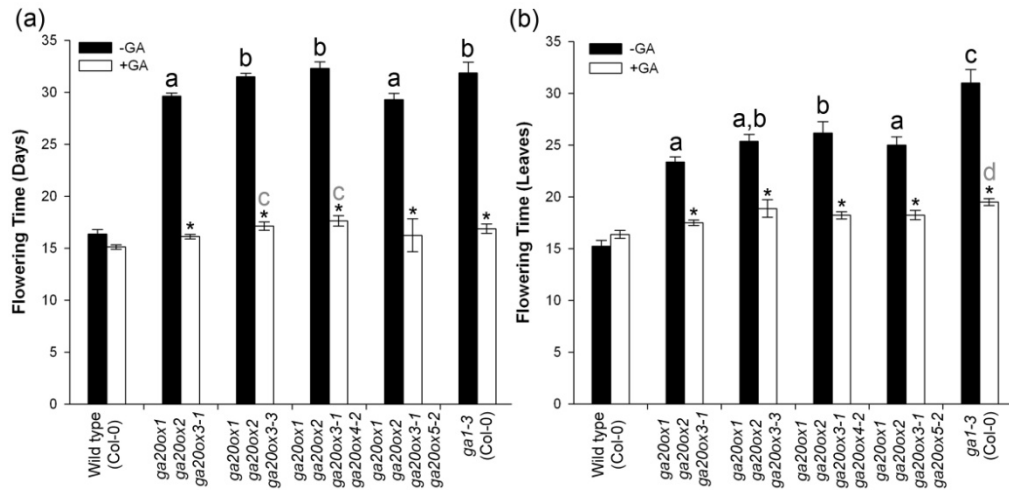 (a)
35
30
25
20
15
10
5
0
Flowering Time (Days)
-GA
+GA
a
b
b
a
b
*
c
*
c
*
*
*
Wild type
(Col-0)
ga20ox1
ga20ox2
ga20ox3-1
ga20ox1
ga20ox2
ga20ox3-3
ga20ox1
ga20ox2
ga20ox3-1
ga20ox4-2
ga20ox1
ga20ox2
ga20ox3-1
ga20ox5-2
ga1-3
(Col-0)
(b)
35
30
25
20
15
10
5
0
Flowering Time (Leaves)
-GA
+GA
a
a,b
b
a
c
*
*
*
*
d
*
Wild type
(Col-0)
ga20ox1
ga20ox2
ga20ox3-1
ga20ox1
ga20ox2
ga20ox3-3
ga20ox1
ga20ox2
ga20ox3-1
ga20ox4-2
ga20ox1
ga20ox2
ga20ox3-1
ga20ox5-2
ga1-3
(Col-0)